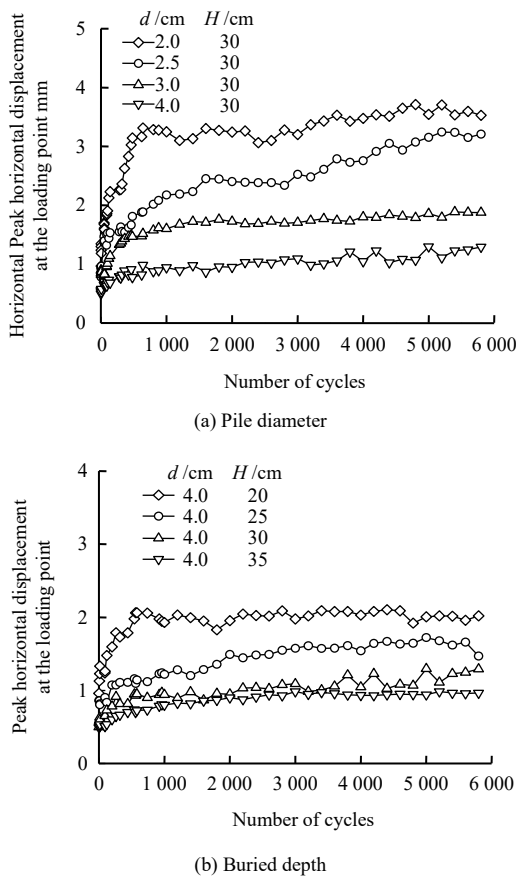 d /cm H /cm
2.0 30
2.5 30
3.0 30
4.0 30
Horizontal Peak horizontal displacement
at the loading point mm
5
4
3
2
1
0
0 1 000 2 000 3 000 4 000 5 000 6 000
Number of cycles
(a) Pile diameter
d /cm H /cm
4.0 20
4.0 25
4.0 30
4.0 35
Peak horizontal displacement
at the loading point
4
3
2
1
0
0 1 000 2 000 3 000 4 000 5 000 6 000
Number of cycles
(b) Buried depth